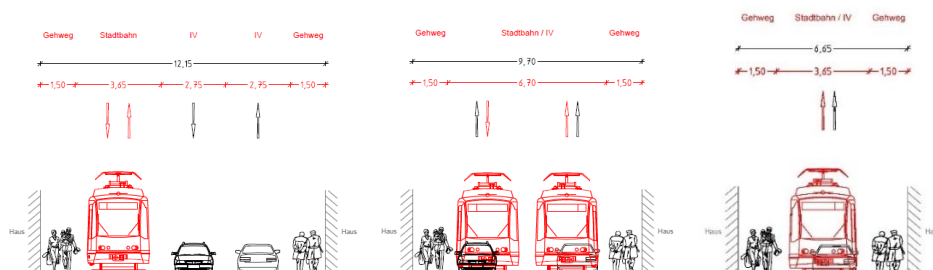 Gehweg Stadtbahn IV IV Gehweg
12,15
1,50 3,65 2,75 2,75 1,50
Haus Haus
Gehweg Stadtbahn / IV Gehweg
9,70
1,50 6,70 1,50
Haus Haus
Gehweg Stadtbahn / IV Gehweg
6,65
1,50 3,65 1,50
Haus Ha